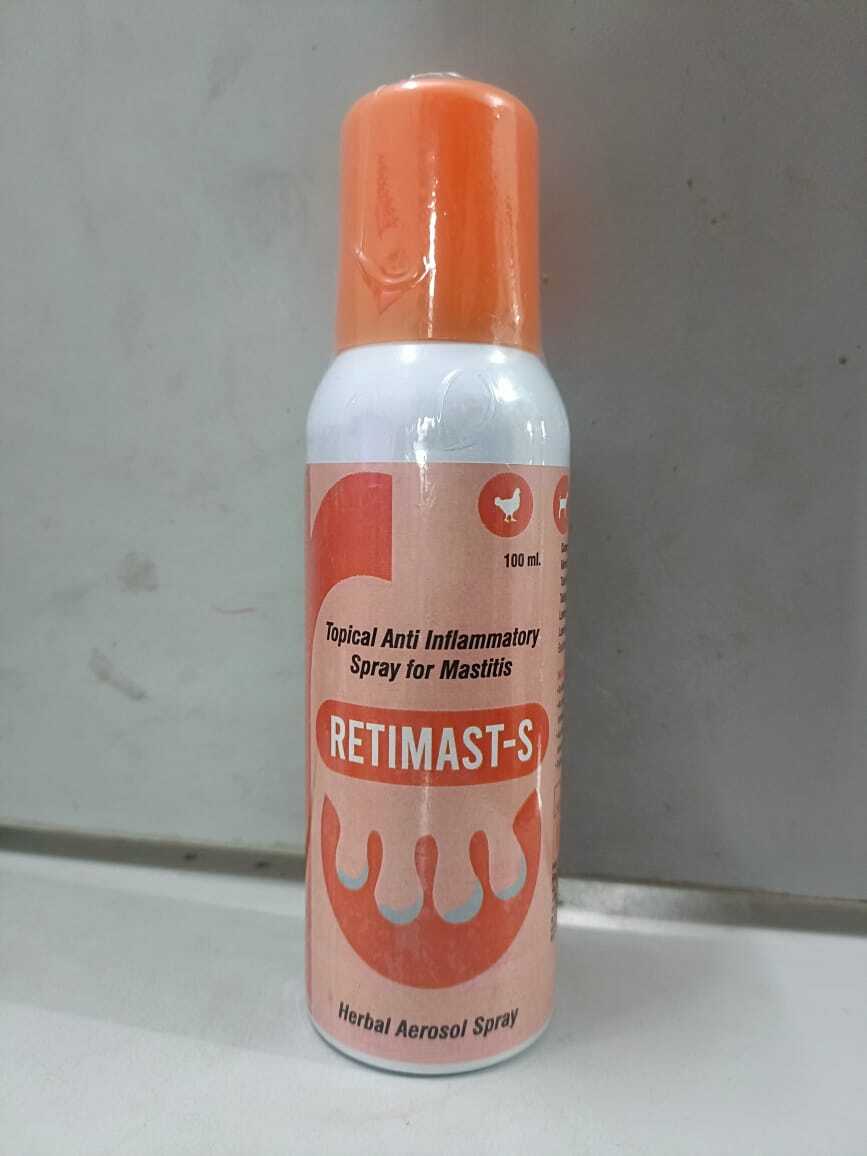 100 ml.
Topical Anti Inflammatory
Spray for Mastitis
RETIMAST-S
Herbal Aerosol Spray